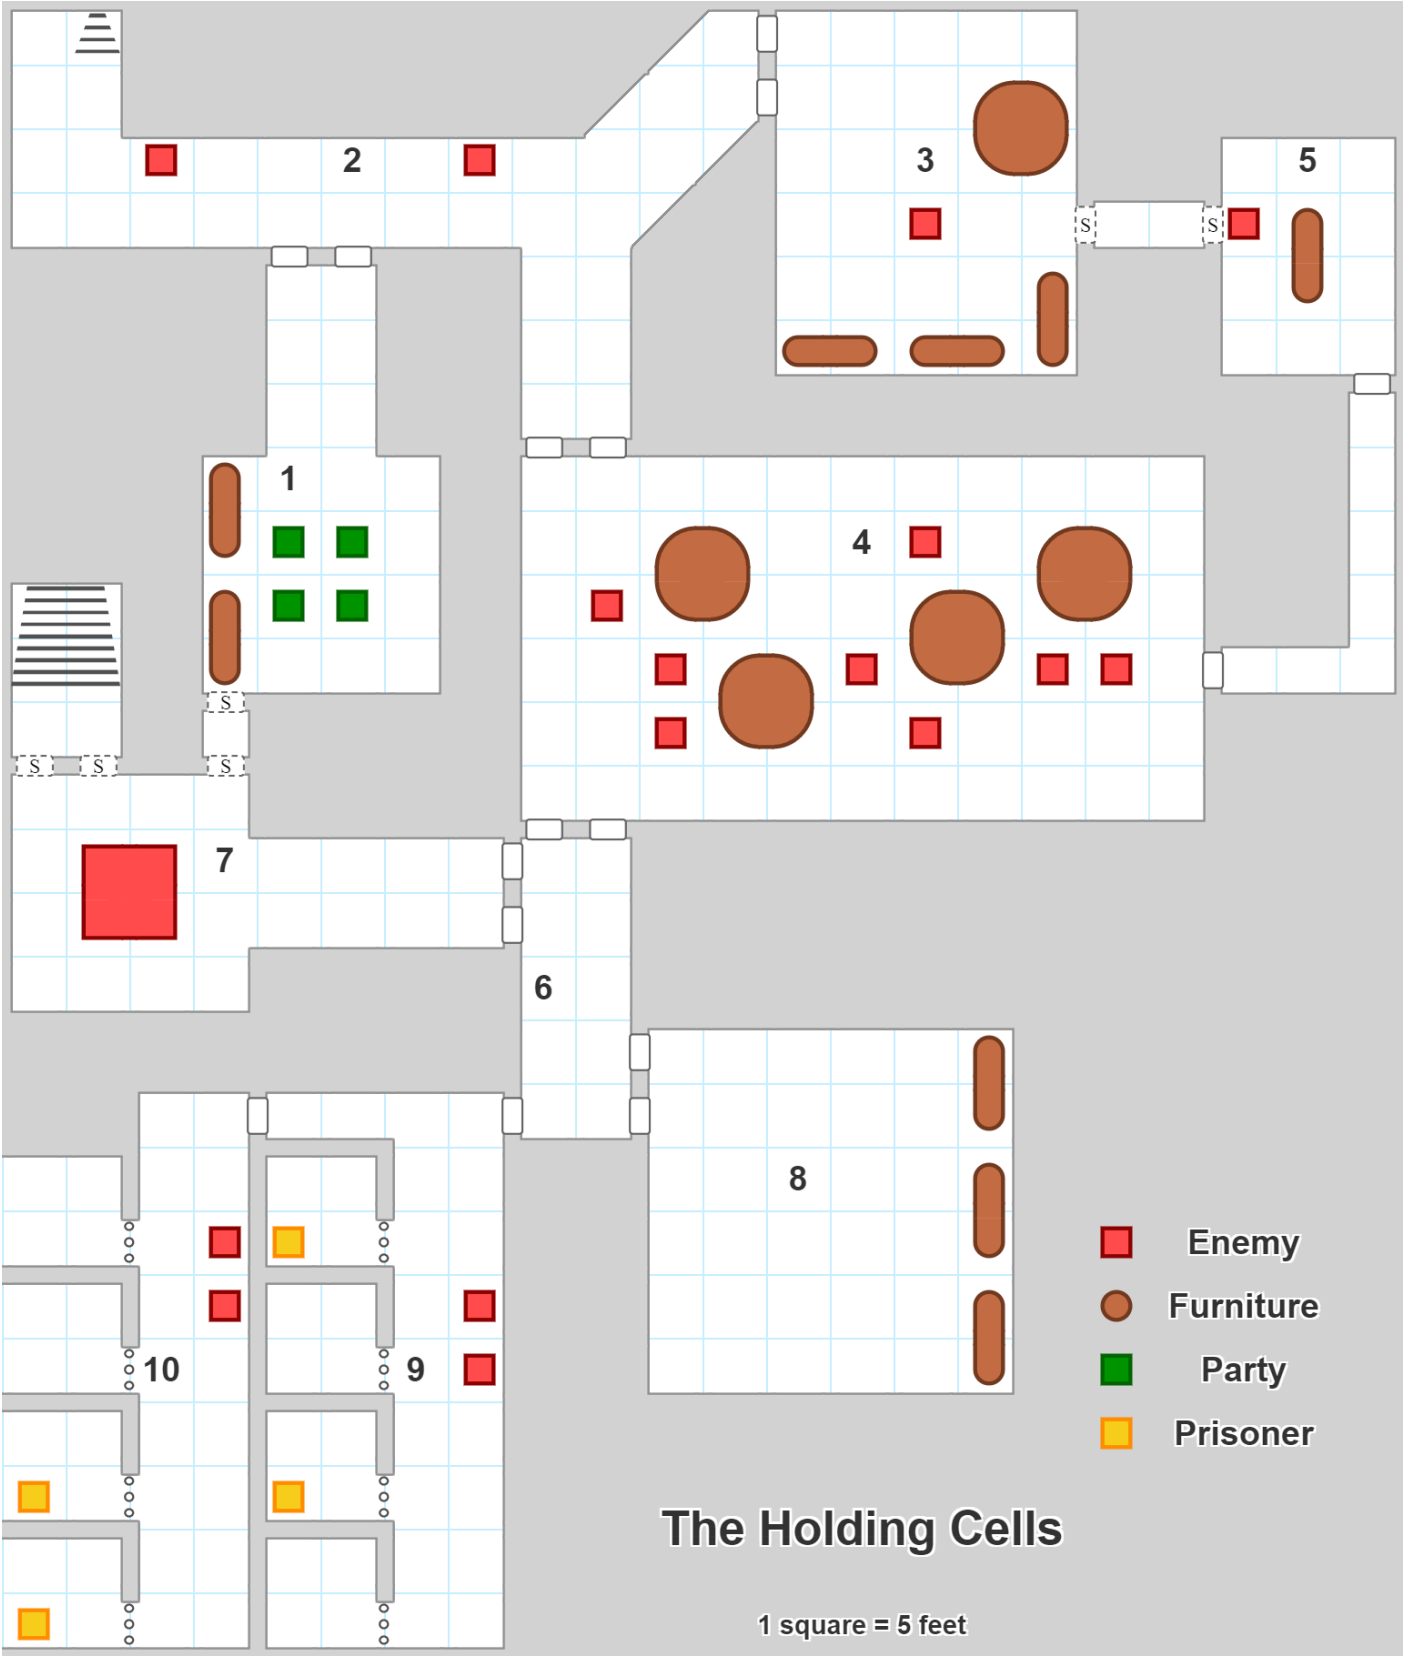 2
3
5
S
S
1
4
S
S
S
S
7
6
8
Enemy
Furniture
10
9
Party
Prisoner
The Holding Cells
1 square = 5 feet